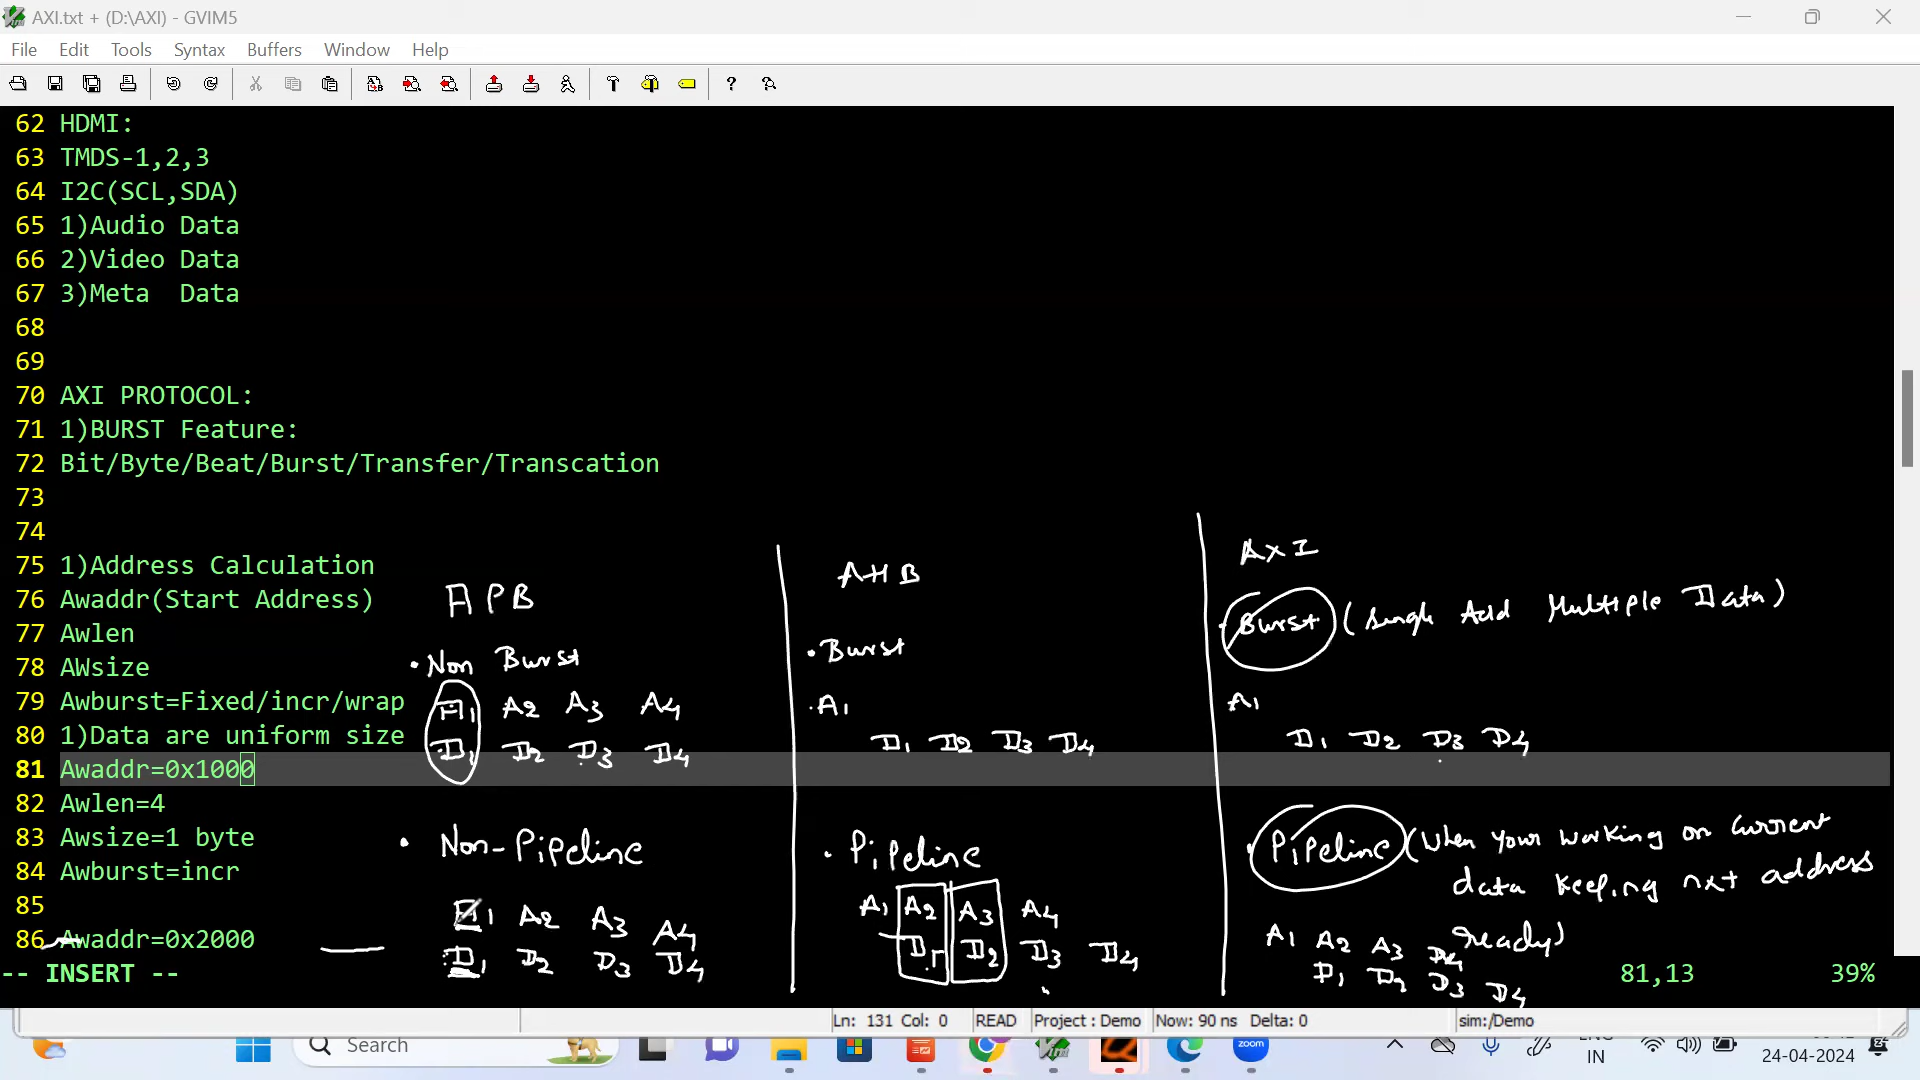 AXI.txt + (D:\AXI) - GVIM5
File Edit Tools Syntax Buffers Window Help
62 HDMI:
63 TMDS-1,2,3
64 I2C(SCL,SDA)
65 1)Audio Data
66 2)Video Data
67 3)Meta  Data
68
69
70 AXI PROTOCOL:
71 1)BURST Feature:
72 Bit/Byte/Beat/Burst/Transfer/Transcation
73
74
75 1)Address Calculation
76 Awaddr(Start Address)
77 Awlen
78 AWsize
79 Awburst=Fixed/incr/wrap
80 1)Data are uniform size
81 Awaddr=0x1000
82 Awlen=4
83 Awsize=1 byte
84 Awburst=incr
85
86 Awaddr=0x2000
-- INSERT --
81,13 39%
APB
• Non Burst
A1 A2 A3 A4
D1 D2 D3 D4
• Non-Pipeline
A1 A2 A3 A4
D1 D2 D3 D4
AHB
• Burst
• A1
D1 D2 D3 D4
• Pipeline
A1 A2 A3 A4
D1 D2 D3 D4
AXI
• Burst (Single Add Multiple Data)
A1
D1 D2 D3 D4
• Pipeline (When your working on current
data keeping nxt address
ready)
A1 A2 A3
D1 D2 D3 D4
Ln: 131 Col: 0 READ Project : Demo Now: 90 ns Delta: 0 sim:/Demo
Search
zoom
IN
24-04-2024